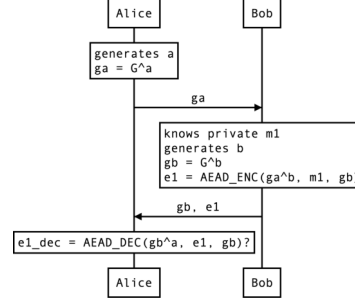 Alice
Bob
generates a
ga = G^a
ga
knows private m1
generates b
gb = G^b
e1 = AEAD_ENC(ga^b, m1, gb)
gb, e1
e1_dec = AEAD_DEC(gb^a, e1, gb)?
Alice
Bob